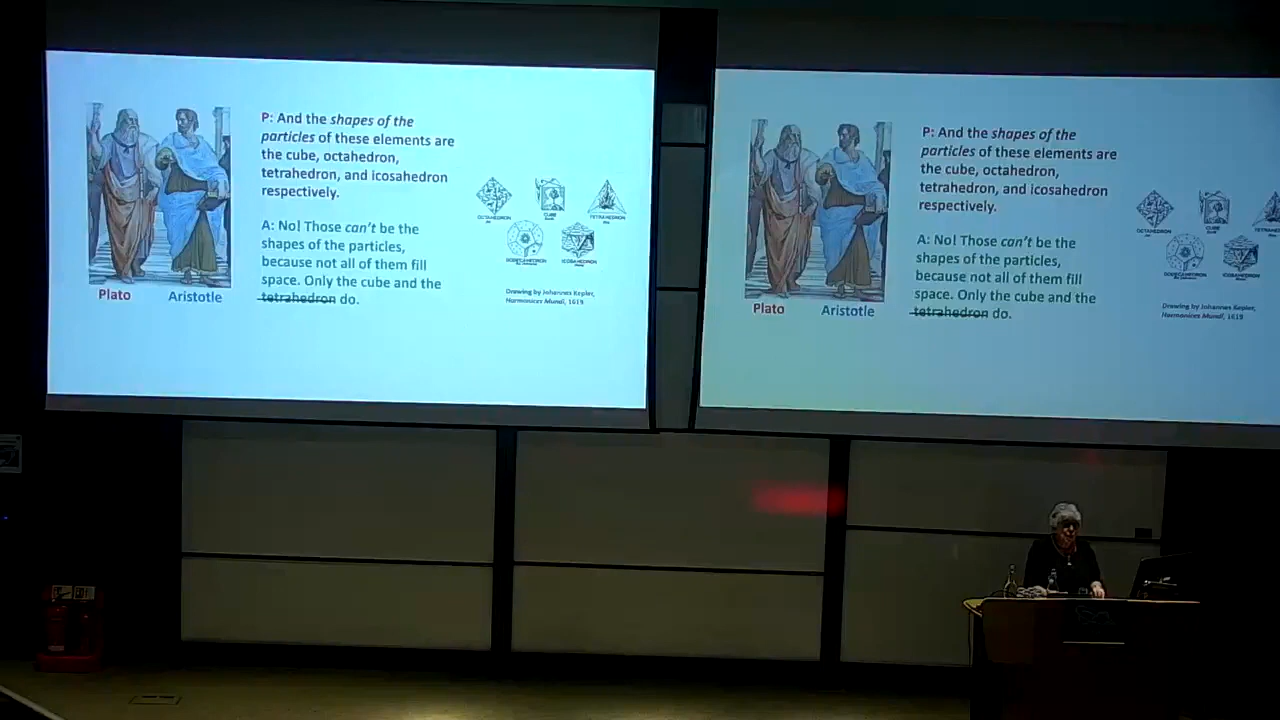 P: And the shapes of the
particles of these elements are
the cube, octahedron,
tetrahedron, and icosahedron
respectively.
A: No! Those can't be the
shapes of the particles,
because not all of them fill
space. Only the cube and the
tetrahedron do.
Plato Aristotle
OCTAHEDRON
CUBE
TETRAHEDRON
DODECAHEDRON
ICOSAHEDRON
Drawing by Johannes Kepler,
Harmonices Mundi, 1619
P: And the shapes of the
particles of these elements are
the cube, octahedron,
tetrahedron, and icosahedron
respectively.
A: No! Those can't be the
shapes of the particles,
because not all of them fill
space. Only the cube and the
tetrahedron do.
Plato Aristotle
OCTAHEDRON
CUBE
DODECAHEDRON
ICOSAHEDRON
Drawing by Johannes Kepler,
Harmonices Mundi, 1619